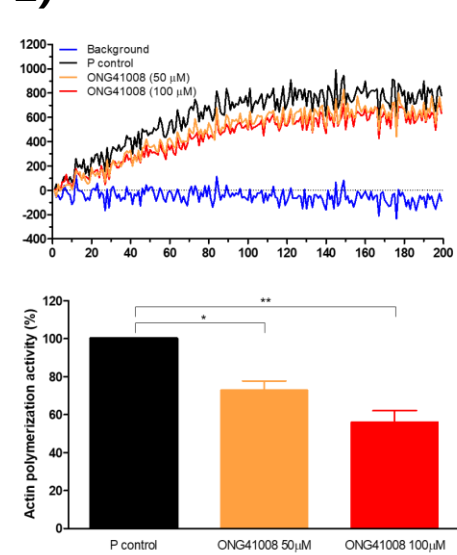 1200
1000
800
600
400
200
0
-200
-400
Background
P control
ONG41008 (50 μM)
ONG41008 (100 μM)
0 20 40 60 80 100 120 140 160 180 200
Actin polymerization activity (%)
120
100
80
60
40
20
0
*
**
P control ONG41008 50μM ONG41008 100μM